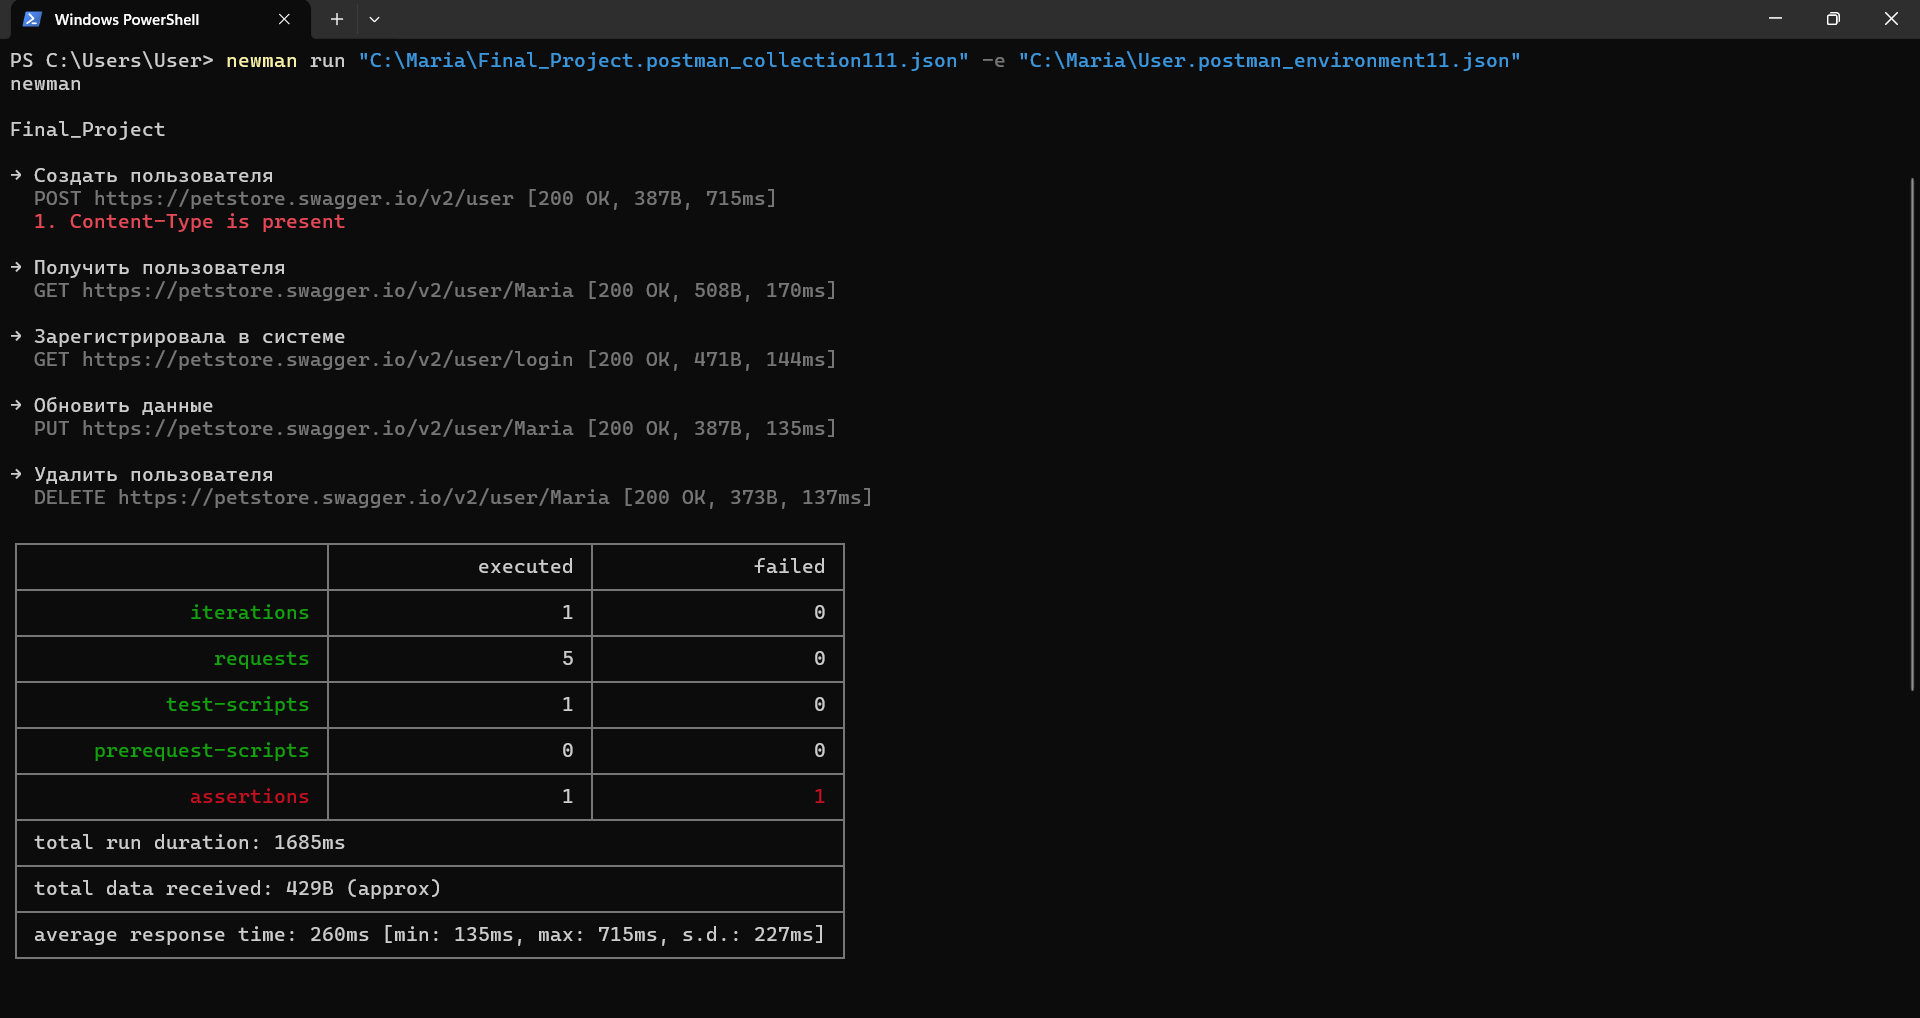 Windows PowerShell
PS C:\Users\User> newman run "C:\Maria\Final_Project.postman_collection111.json" -e "C:\Maria\User.postman_environment11.json"
newman
Final_Project
→ Создать пользователя
POST https://petstore.swagger.io/v2/user [200 OK, 387B, 715ms]
1. Content-Type is present
→ Получить пользователя
GET https://petstore.swagger.io/v2/user/Maria [200 OK, 508B, 170ms]
→ Зарегистрировала в системе
GET https://petstore.swagger.io/v2/user/login [200 OK, 471B, 144ms]
→ Обновить данные
PUT https://petstore.swagger.io/v2/user/Maria [200 OK, 387B, 135ms]
→ Удалить пользователя
DELETE https://petstore.swagger.io/v2/user/Maria [200 OK, 373B, 137ms]
executed failed
iterations 1 0
requests 5 0
test-scripts 1 0
prerequest-scripts 0 0
assertions 1 1
total run duration: 1685ms
total data received: 429B (approx)
average response time: 260ms [min: 135ms, max: 715ms, s.d.: 227ms]